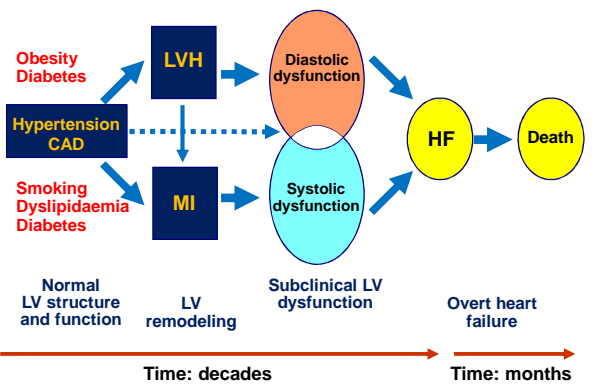 Obesity
Diabetes
LVH
Diastolic
dysfunction
Hypertension
CAD
HF
Death
Smoking
Dyslipidaemia
Diabetes
MI
Systolic
dysfunction
Normal
LV structure
and function
LV
remodeling
Subclinical LV
dysfunction
Overt heart
failure
Time: decades
Time: months